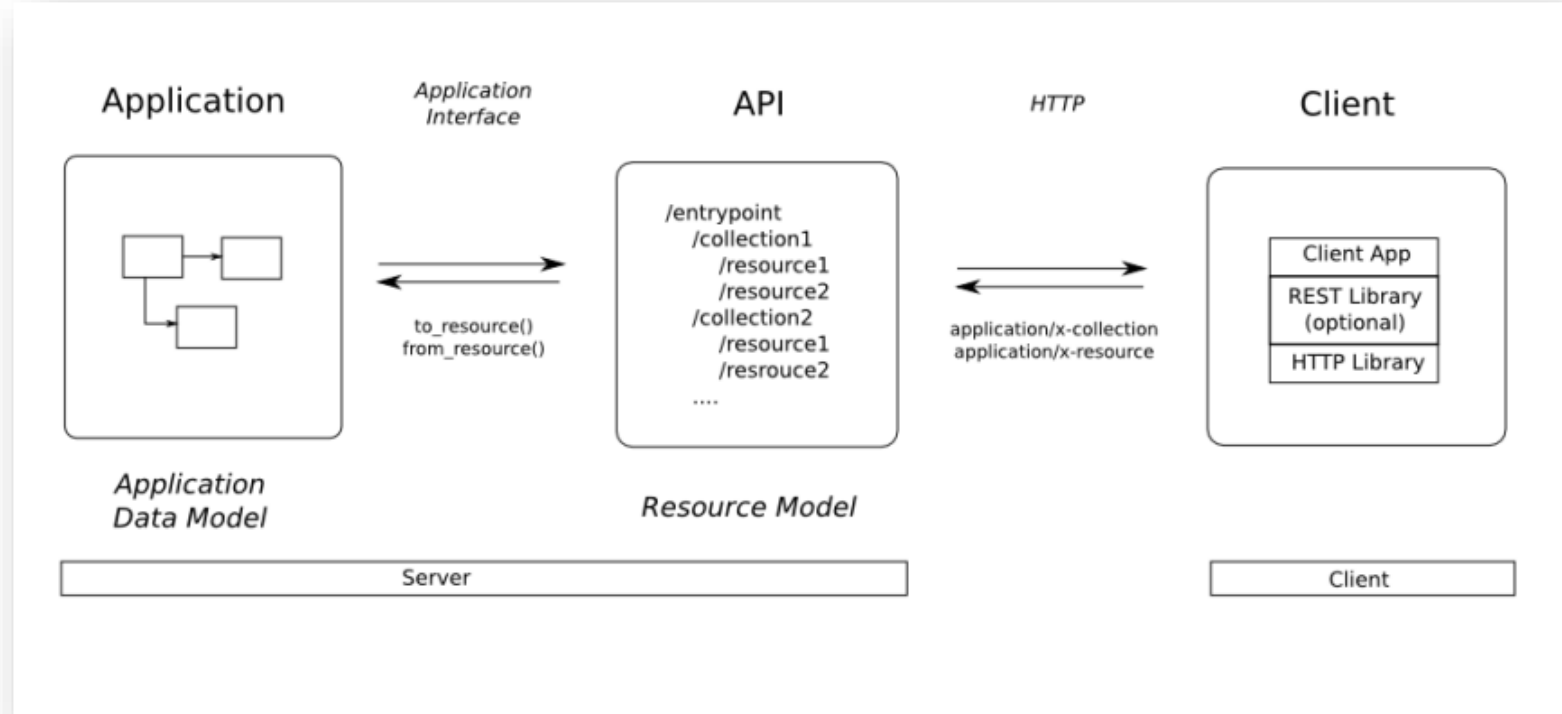 Application
Application
Interface
API
HTTP
Client
/entrypoint
/collection1
/resource1
/resource2
/collection2
/resource1
/resrouce2
....
to_resource()
from_resource()
application/x-collection
application/x-resource
Client App
REST Library
(optional)
HTTP Library
Application
Data Model
Resource Model
Server
Client